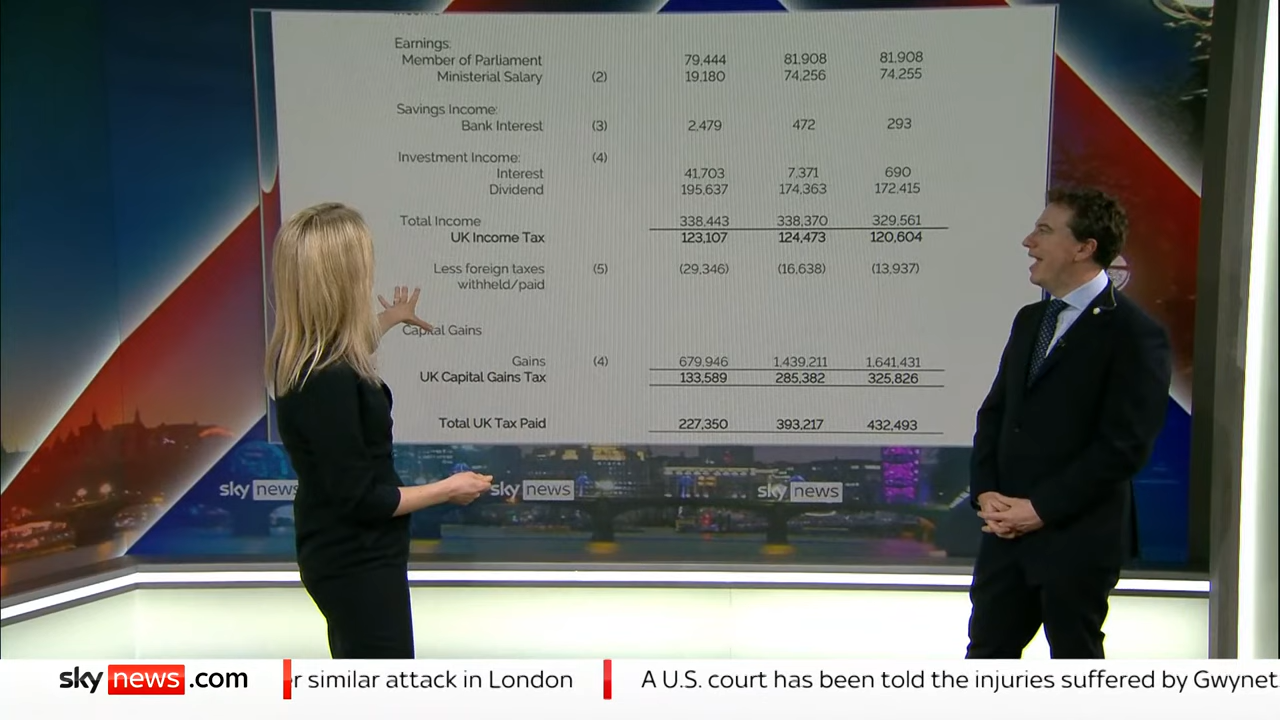 Earnings:
Member of Parliament 79,444 81,908 81,908
Ministerial Salary (2) 19,180 74,256 74,255
Savings Income:
Bank Interest (3) 2,479 472 293
Investment Income: (4)
Interest 41,703 7,371 690
Dividend 195,637 174,363 172,415
Total Income 338,443 338,370 329,561
UK Income Tax 123,107 124,473 120,604
Less foreign taxes (5) (29,346) (16,638) (13,937)
withheld/paid
Capital Gains
Gains (4) 679,946 1,439,211 1,641,431
UK Capital Gains Tax 133,589 285,382 325,826
Total UK Tax Paid 227,350 393,217 432,493
sky news
sky news
sky news
sky news.com
r similar attack in London
A U.S. court has been told the injuries suffered by Gwynet